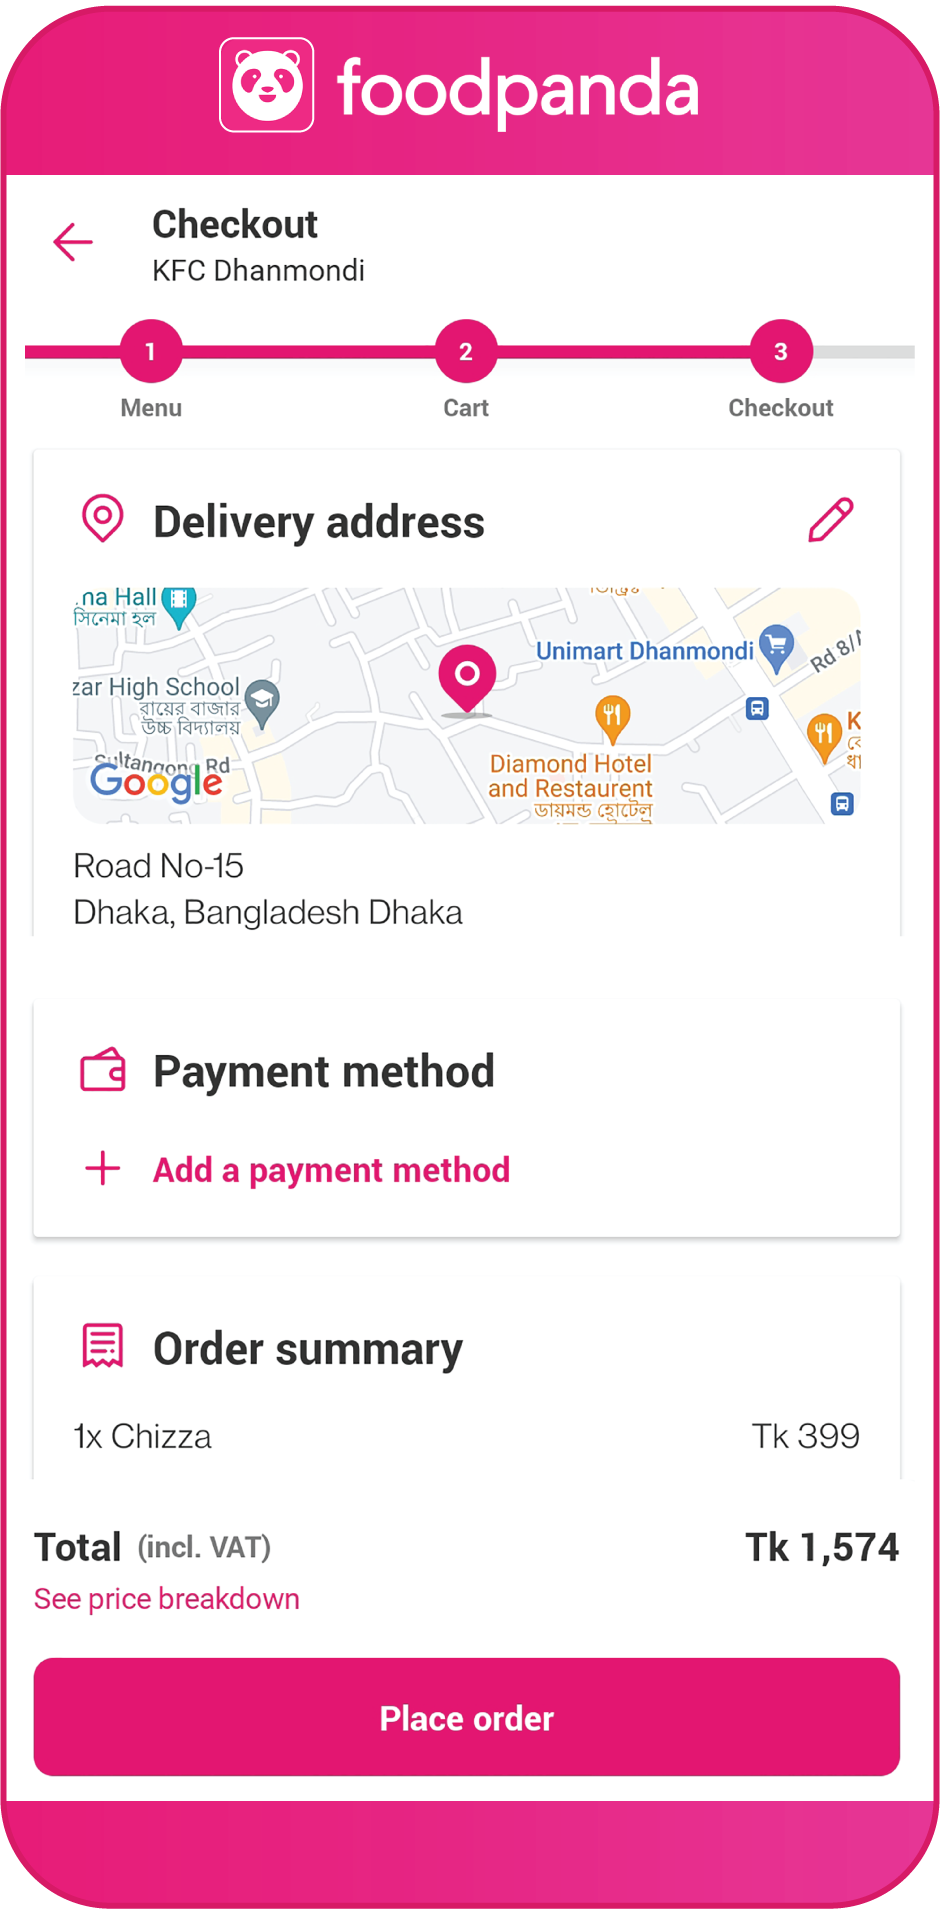 foodpanda
Checkout
KFC Dhanmondi
1
2
3
Menu
Cart
Checkout
Delivery address
na Hall
সিনেমা হল
Unimart Dhanmondi
Rd 8/
zar High School
রায়ের বাজার
উচ্চ বিদ্যালয়
K
Sultangong Rd
Google
Diamond Hotel
and Restaurent
ডায়মন্ড হোটেল
Road No-15
Dhaka, Bangladesh Dhaka
Payment method
Add a payment method
Order summary
1x Chizza
Tk 399
Total (incl. VAT)
Tk 1,574
See price breakdown
Place order